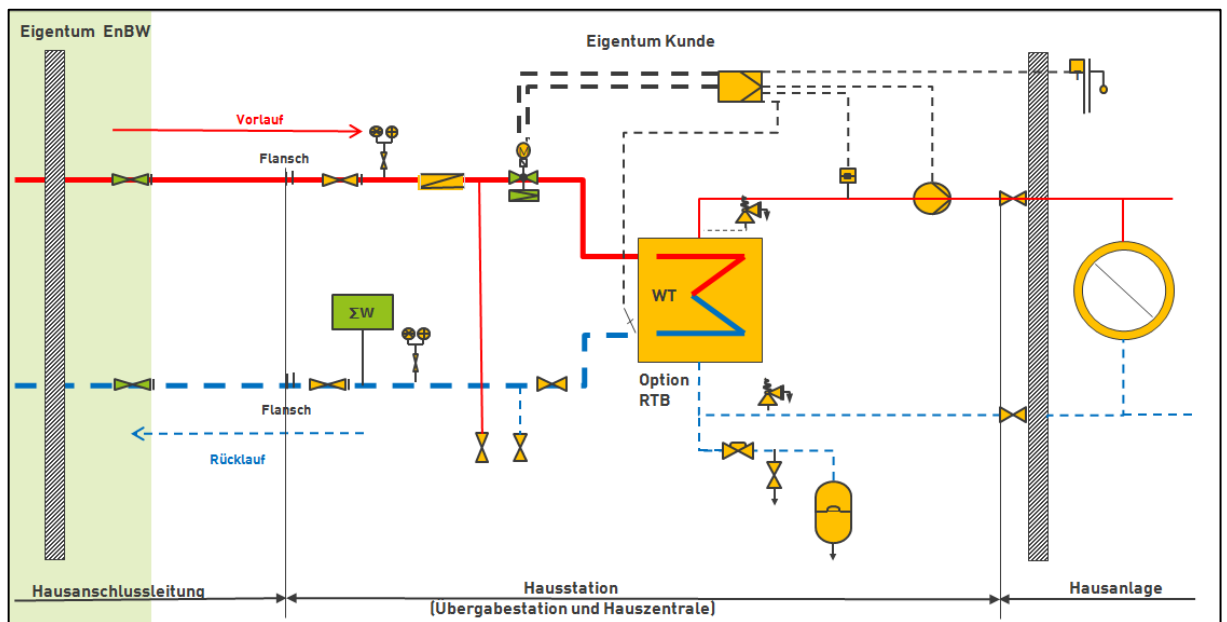 Eigentum EnBW
Eigentum Kunde
Vorlauf
Flansch
M
ΣW
WT
Option
RTB
Flansch
Rücklauf
Hausanschlussleitung
Hausstation
(Übergabestation und Hauszentrale)
Hausanlage